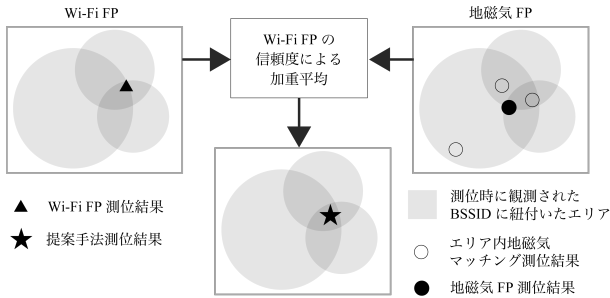 Wi-Fi FP
地磁気 FP
Wi-Fi FP の
信頼度による
加重平均
Wi-Fi FP 測位結果
提案手法測位結果
測位時に観測された
BSSID に紐付いたエリア
エリア内地磁気
マッチング測位結果
地磁気 FP 測位結果